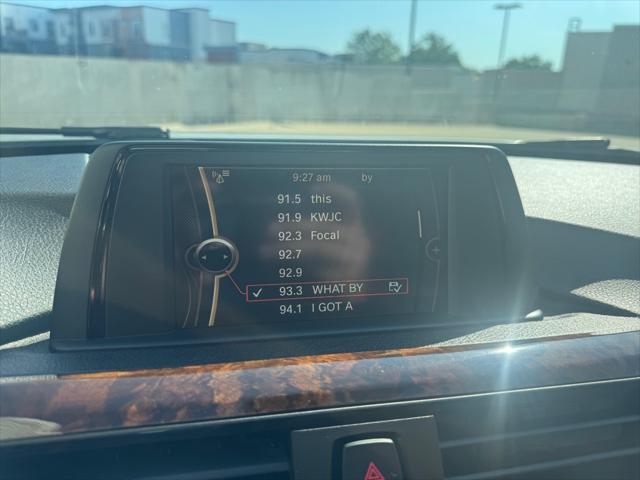 9:27 am by
91.5 this
91.9 KWJC
92.3 Focal
92.7
92.9
93.3 WHAT BY
94.1 I GOT A